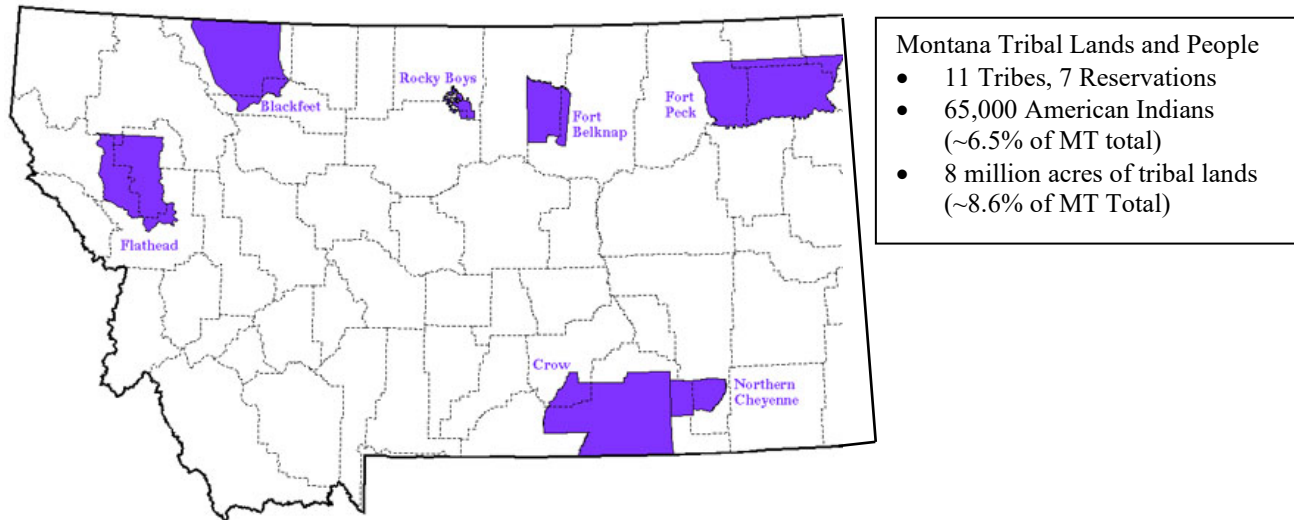 Blackfeet
Rocky Boys
Fort
Belknap
Fort
Peck
Flathead
Crow
Northern
Cheyenne
Montana Tribal Lands and People
• 11 Tribes, 7 Reservations
• 65,000 American Indians
(~6.5% of MT total)
• 8 million acres of tribal lands
(~8.6% of MT Total)